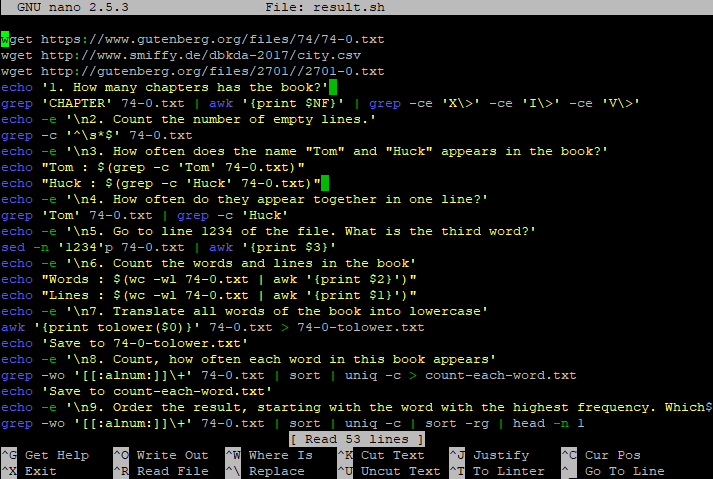 GNU nano 2.5.3 File: result.sh
wget https://www.gutenberg.org/files/74/74-0.txt
wget http://www.smiffy.de/dbkda-2017/city.csv
wget http://gutenberg.org/files/2701//2701-0.txt
echo '1. How many chapters has the book?'
grep 'CHAPTER' 74-0.txt | awk '{print $NF}' | grep -ce 'X\>' -ce 'I\>' -ce 'V\>'
echo -e '\n2. Count the number of empty lines.'
grep -c '^\s*$' 74-0.txt
echo -e '\n3. How often does the name "Tom" and "Huck" appears in the book?'
echo "Tom : $(grep -c 'Tom' 74-0.txt)"
echo "Huck : $(grep -c 'Huck' 74-0.txt)"
echo -e '\n4. How often do they appear together in one line?'
grep 'Tom' 74-0.txt | grep -c 'Huck'
echo -e '\n5. Go to line 1234 of the file. What is the third word?'
sed -n '1234'p 74-0.txt | awk '{print $3}'
echo -e '\n6. Count the words and lines in the book'
echo "Words : $(wc -wl 74-0.txt | awk '{print $2}')"
echo "Lines : $(wc -wl 74-0.txt | awk '{print $1}')"
echo -e '\n7. Translate all words of the book into lowercase'
awk '{print tolower($0)}' 74-0.txt > 74-0-tolower.txt
echo 'Save to 74-0-tolower.txt'
echo -e '\n8. Count, how often each word in this book appears'
grep -wo '[[:alnum:]]\+' 74-0.txt | sort | uniq -c > count-each-word.txt
echo 'Save to count-each-word.txt'
echo -e '\n9. Order the result, starting with the word with the highest frequency. Which$
grep -wo '[[:alnum:]]\+' 74-0.txt | sort | uniq -c | sort -rg | head -n 1
[ Read 53 lines ]
^G Get Help ^O Write Out ^W Where Is ^K Cut Text ^J Justify ^C Cur Pos
^X Exit ^R Read File ^\ Replace ^U Uncut Text ^T To Linter ^_ Go To Line